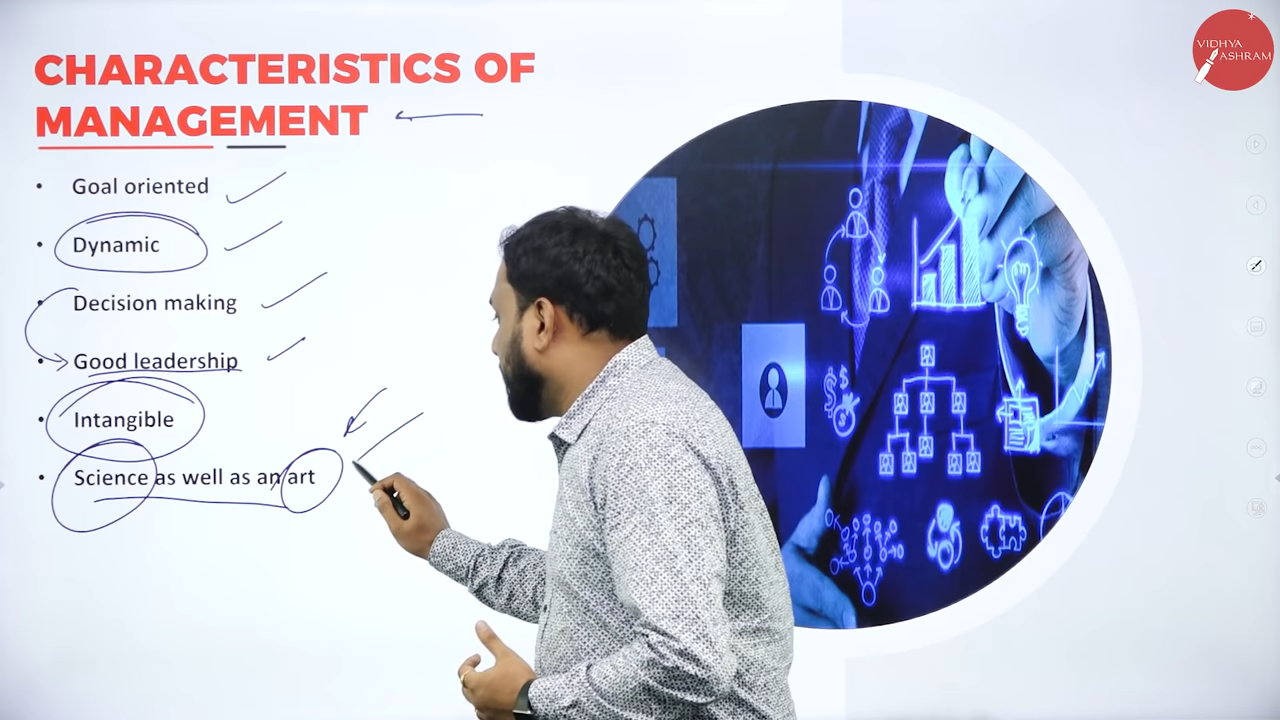 VIDHYA
ASHRAM
CHARACTERISTICS OF
MANAGEMENT
• Goal oriented
• Dynamic
• Decision making
• Good leadership
• Intangible
• Science as well as an art